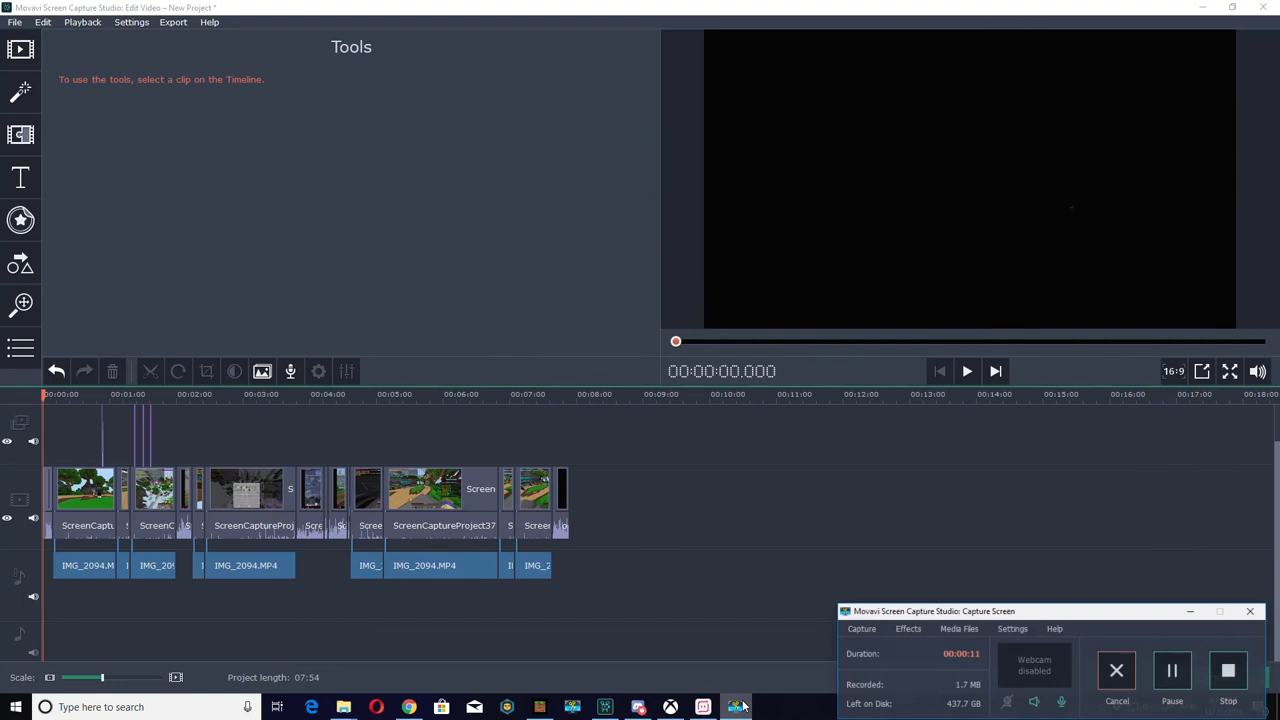 Movavi Screen Capture Studio: Edit Video – New Project *
File Edit Playback Settings Export Help
Tools
To use the tools, select a clip on the Timeline.
00:00:00.000
16:9
00:00:00 00:01:00 00:02:00 00:03:00 00:04:00 00:05:00 00:06:00 00:07:00 00:08:00 00:09:00 00:10:00 00:11:00 00:12:00 00:13:00 00:14:00 00:15:00 00:16:00 00:17:00 00:18:00
S Screen
ScreenCaptu S ScreenC S S ScreenCaptureProj Scre Sc Scree ScreenCaptureProject37 S Screen
IMG_2094.M I IMG_209 I IMG_2094.MP4 IMG_ IMG_2094.MP4 I IMG_2
Movavi Screen Capture Studio: Capture Screen
Capture Effects Media Files Settings Help
Duration: 00:00:11
Webcam
disabled
Recorded: 1.7 MB
Left on Disk: 437.7 GB
Cancel Pause Stop
Scale: Project length: 07:54
Type here to search